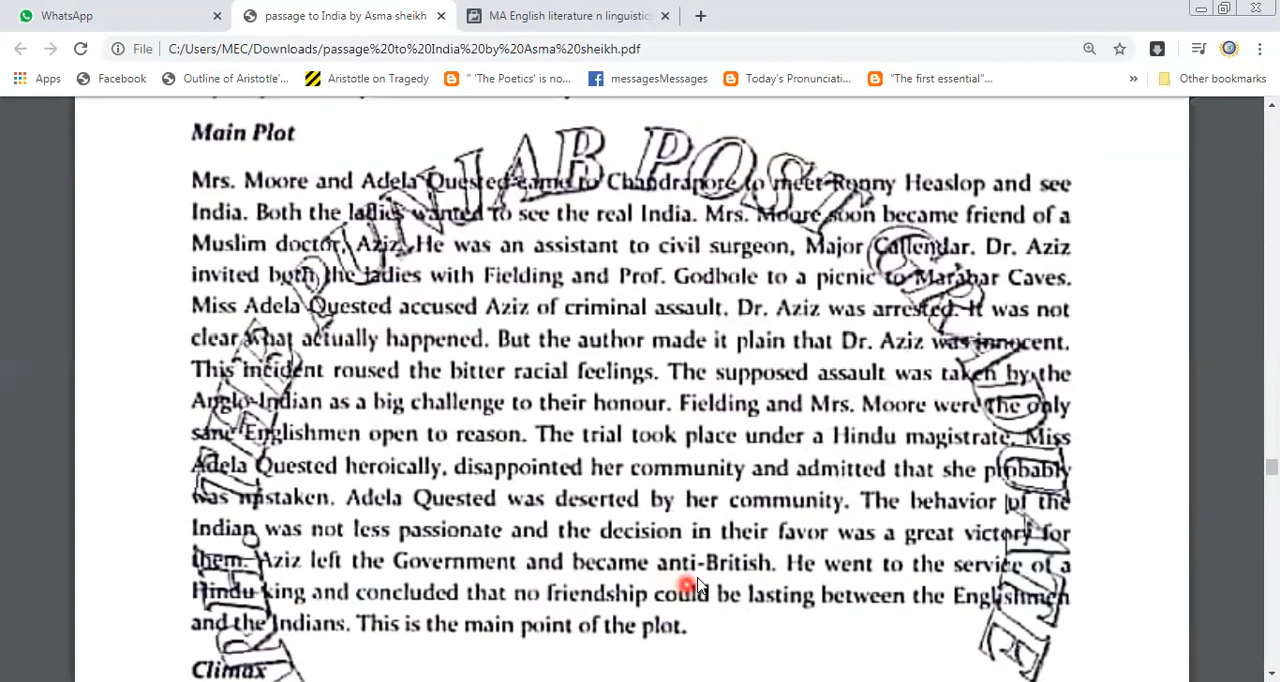 WhatsApp
passage to India by Asma sheikh
MA English literature n linguistic
File C:/Users/MEC/Downloads/passage%20to%20India%20by%20Asma%20sheikh.pdf
Apps Facebook Outline of Aristotle'... Aristotle on Tragedy " 'The Poetics' is no... messagesMessages Today's Pronunciati... "The first essential"... » Other bookmarks
Main Plot
Mrs. Moore and Adela Quested came to Chandrapore to meet Ronny Heaslop and see
India. Both the ladies wanted to see the real India. Mrs. Moore soon became friend of a
Muslim doctor, Aziz. He was an assistant to civil surgeon, Major Callendar. Dr. Aziz
invited both the ladies with Fielding and Prof. Godbole to a picnic to Marabar Caves.
Miss Adela Quested accused Aziz of criminal assault. Dr. Aziz was arrested. It was not
clear what actually happened. But the author made it plain that Dr. Aziz was innocent.
This incident roused the bitter racial feelings. The supposed assault was taken by the
Anglo-Indian as a big challenge to their honour. Fielding and Mrs. Moore were the only
sane Englishmen open to reason. The trial took place under a Hindu magistrate. Miss
Adela Quested heroically, disappointed her community and admitted that she probably
was mistaken. Adela Quested was deserted by her community. The behavior of the
Indian was not less passionate and the decision in their favor was a great victory for
them. Aziz left the Government and became anti-British. He went to the service of a
Hindu king and concluded that no friendship could be lasting between the Englishmen
and the Indians. This is the main point of the plot.
Climax
PUNJAB POST GRADUATE